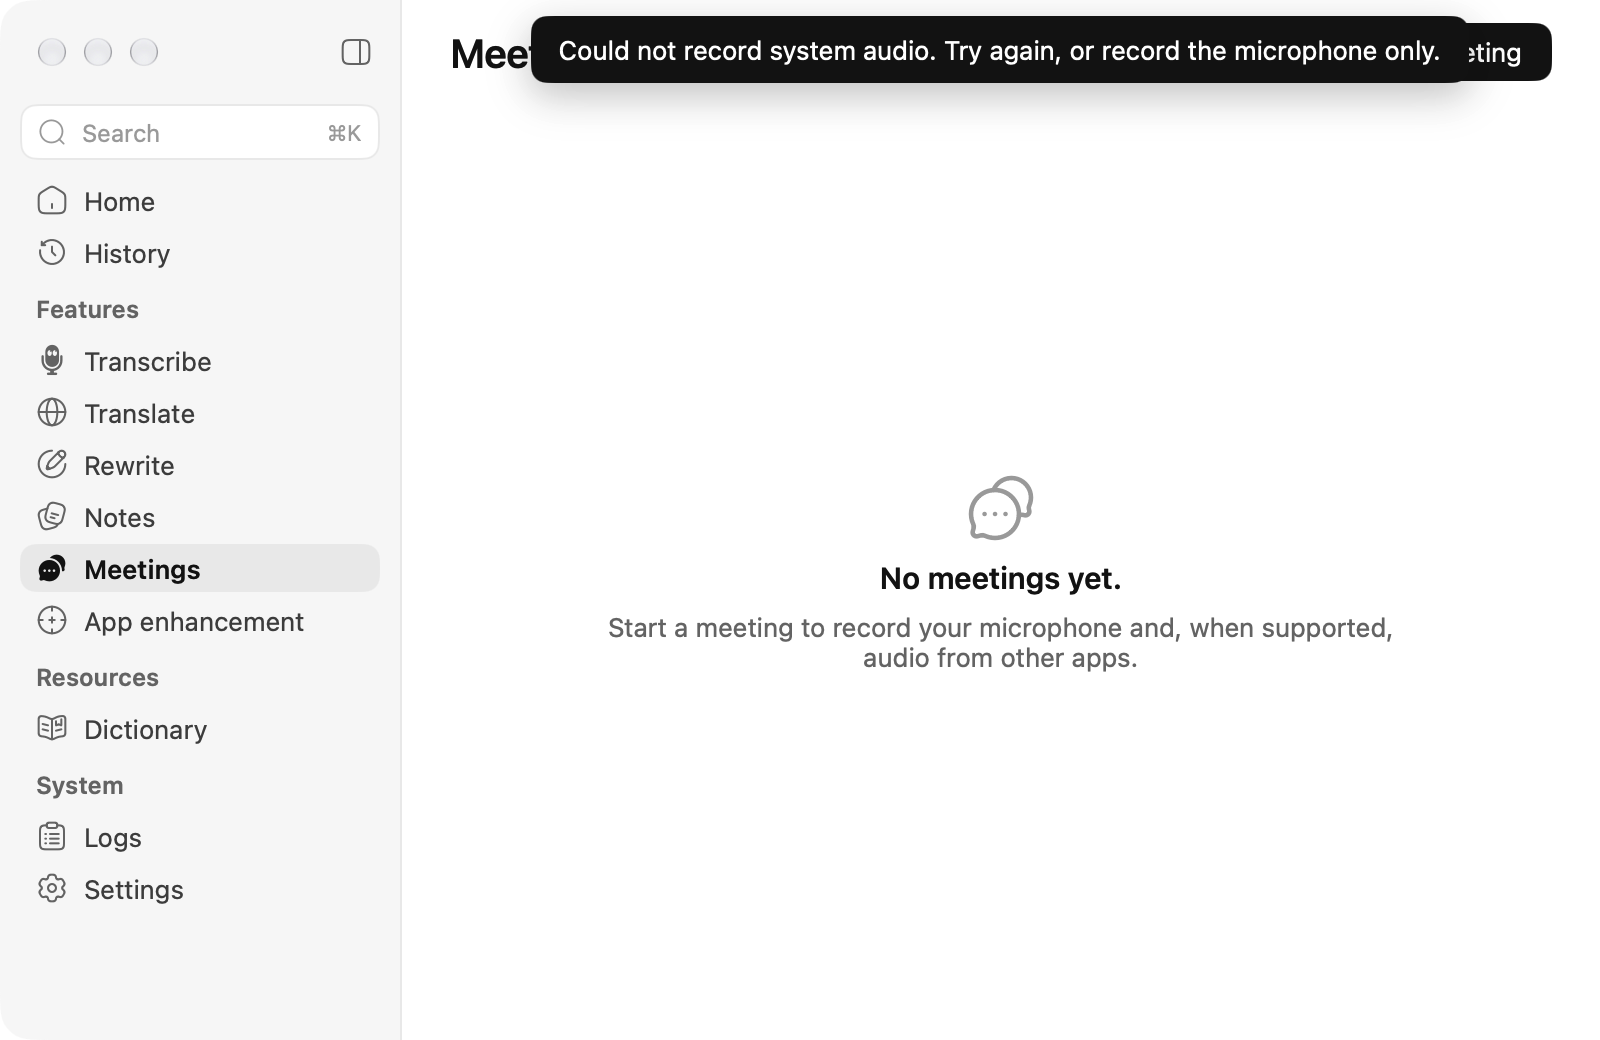 Search ⌘K
Home
History
Features
Transcribe
Translate
Rewrite
Notes
Meetings
App enhancement
Resources
Dictionary
System
Logs
Settings
Could not record system audio. Try again, or record the microphone only.
No meetings yet.
Start a meeting to record your microphone and, when supported,
audio from other apps.